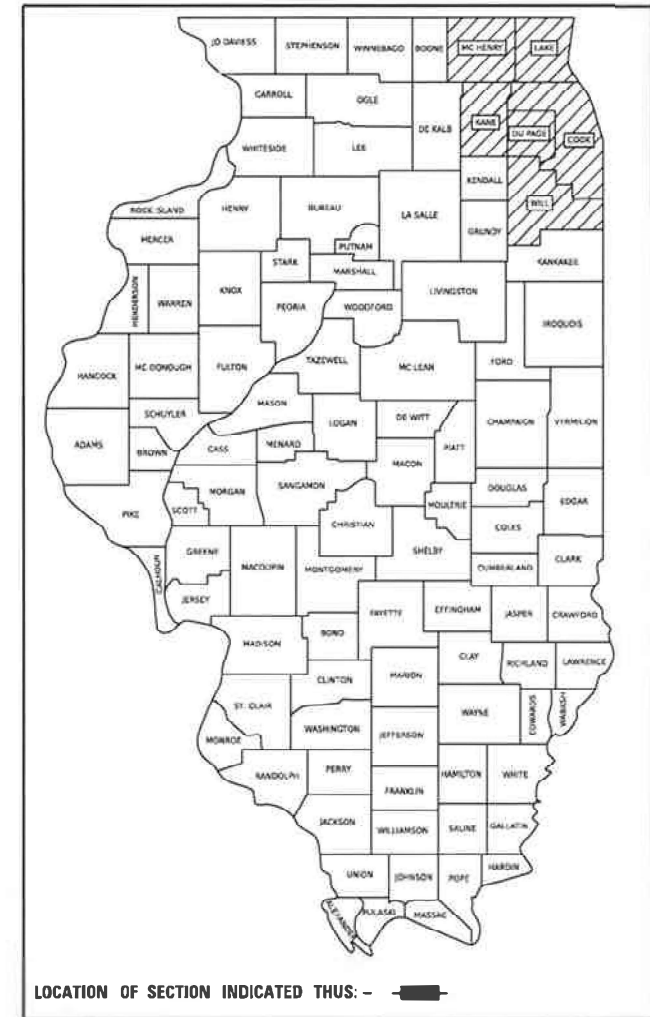 JO DAVIESS STEPHENSON WINNEBAGO BOONE MC HENRY LAKE
CARROLL OGLE DE KALB KANE DU PAGE COOK
WHITESIDE LEE KENDALL WILL
ROCK ISLAND HENRY BUREAU LA SALLE GRUNDY
MERCER PUTNAM KANKAKEE
HENDERSON WARREN KNOX STARK MARSHALL LIVINGSTON
PEORIA WOODFORD IROQUOIS
HANCOCK MC DONOUGH FULTON TAZEWELL MC LEAN FORD
SCHUYLER MASON LOGAN DE WITT CHAMPAIGN VERMILION
ADAMS BROWN CASS MENARD MACON PIATT
PIKE SCOTT MORGAN SANGAMON MOULTRIE DOUGLAS EDGAR
CHRISTIAN COLES
CALHOUN GREENE MACOUPIN MONTGOMERY SHELBY CUMBERLAND CLARK
JERSEY FAYETTE EFFINGHAM JASPER CRAWFORD
MADISON BOND CLAY RICHLAND LAWRENCE
CLINTON MARION
ST. CLAIR WAYNE EDWARDS WABASH
MONROE WASHINGTON JEFFERSON
RANDOLPH PERRY HAMILTON WHITE
FRANKLIN
JACKSON WILLIAMSON SALINE GALLATIN
UNION JOHNSON POPE HARDIN
ALEXANDER PULASKI MASSAC
LOCATION OF SECTION INDICATED THUS: -